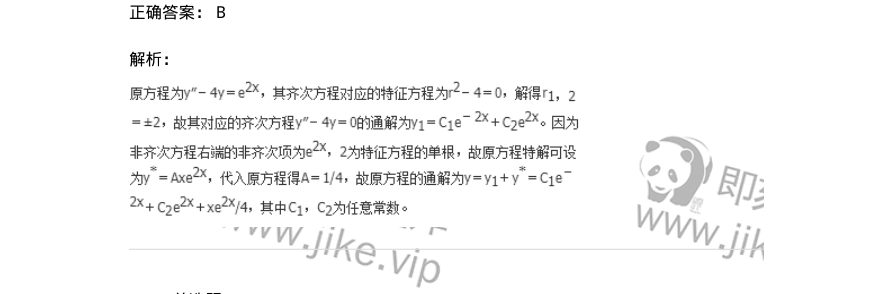 正确答案： B
解析：
原方程为y″－4y＝e2x，其齐次方程对应的特征方程为r2－4＝0，解得r1，2
＝±2，故其对应的齐次方程y″－4y＝0的通解为y1＝C1e－2x＋C2e2x。因为
非齐次方程右端的非齐次项为e2x，2为特征方程的单根，故原方程特解可设
为y*＝Axe2x，代入原方程得A＝1/4，故原方程的通解为y＝y1＋y*＝C1e－
2x＋C2e2x＋xe2x/4，其中C1，C2为任意常数。
www.jike.vip
www.jik